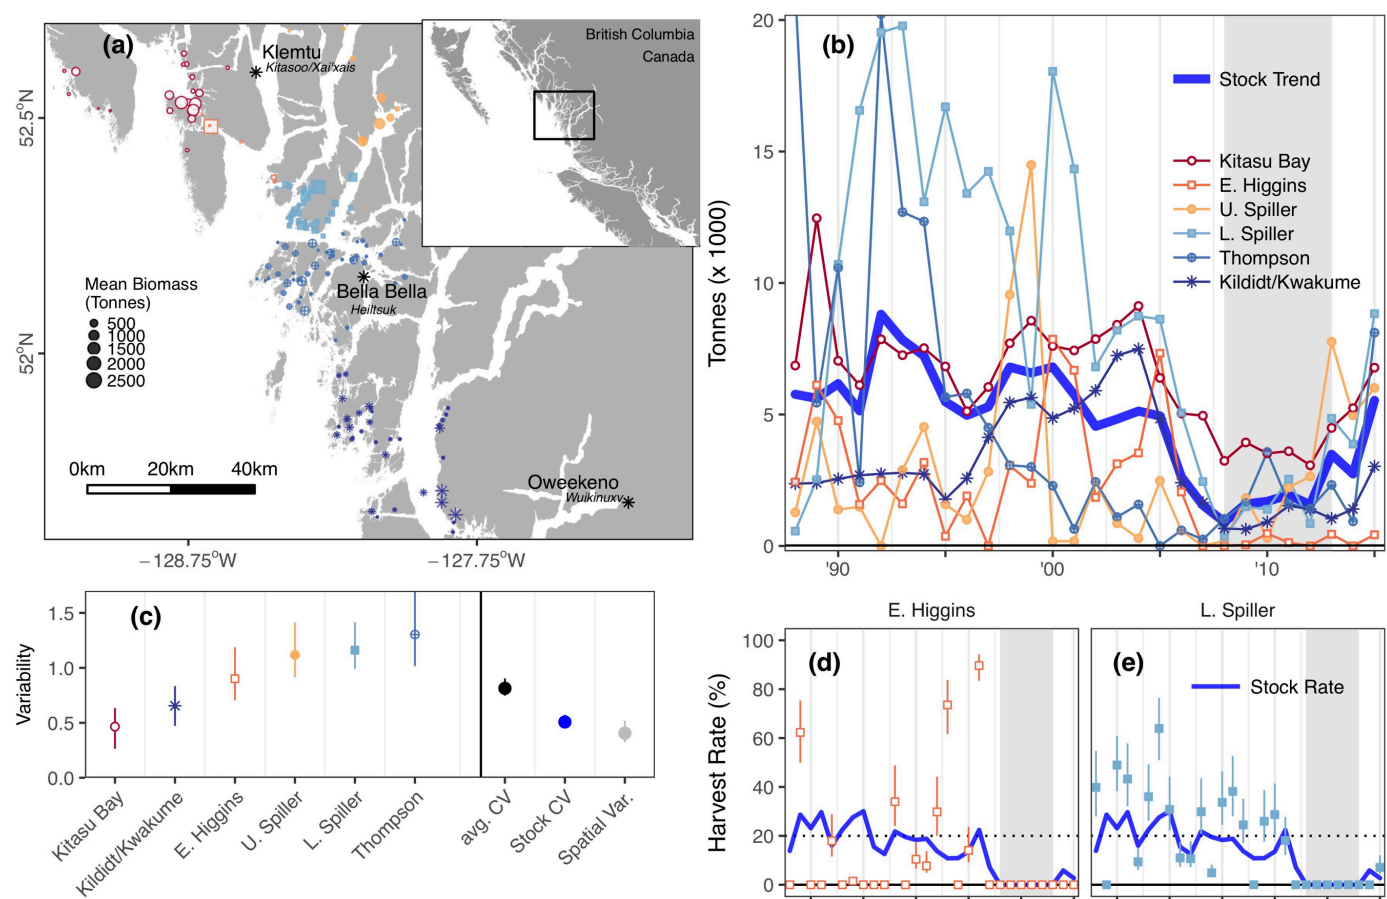 (a)
Klemtu
Kitasoo/Xai'xais
British Columbia
Canada
52.5°N
52°N
Mean Biomass
(Tonnes)
500
1000
1500
2000
2500
Bella Bella
Heiltsuk
0km 20km 40km
Oweekeno
Wuikinuxv
−128.75°W −127.75°W
(b)
Tonnes (x 1000)
20
15
10
5
0
'90 '00 '10
Stock Trend
Kitasu Bay
E. Higgins
U. Spiller
L. Spiller
Thompson
Kildidt/Kwakume
(c)
Variability
1.5
1.0
0.5
0.0
Kitasu Bay
Kildidt/Kwakume
E. Higgins
U. Spiller
L. Spiller
Thompson
avg. CV
Stock CV
Spatial Var.
E. Higgins
(d)
Harvest Rate (%)
100
80
60
40
20
0
L. Spiller
(e)
Stock Rate